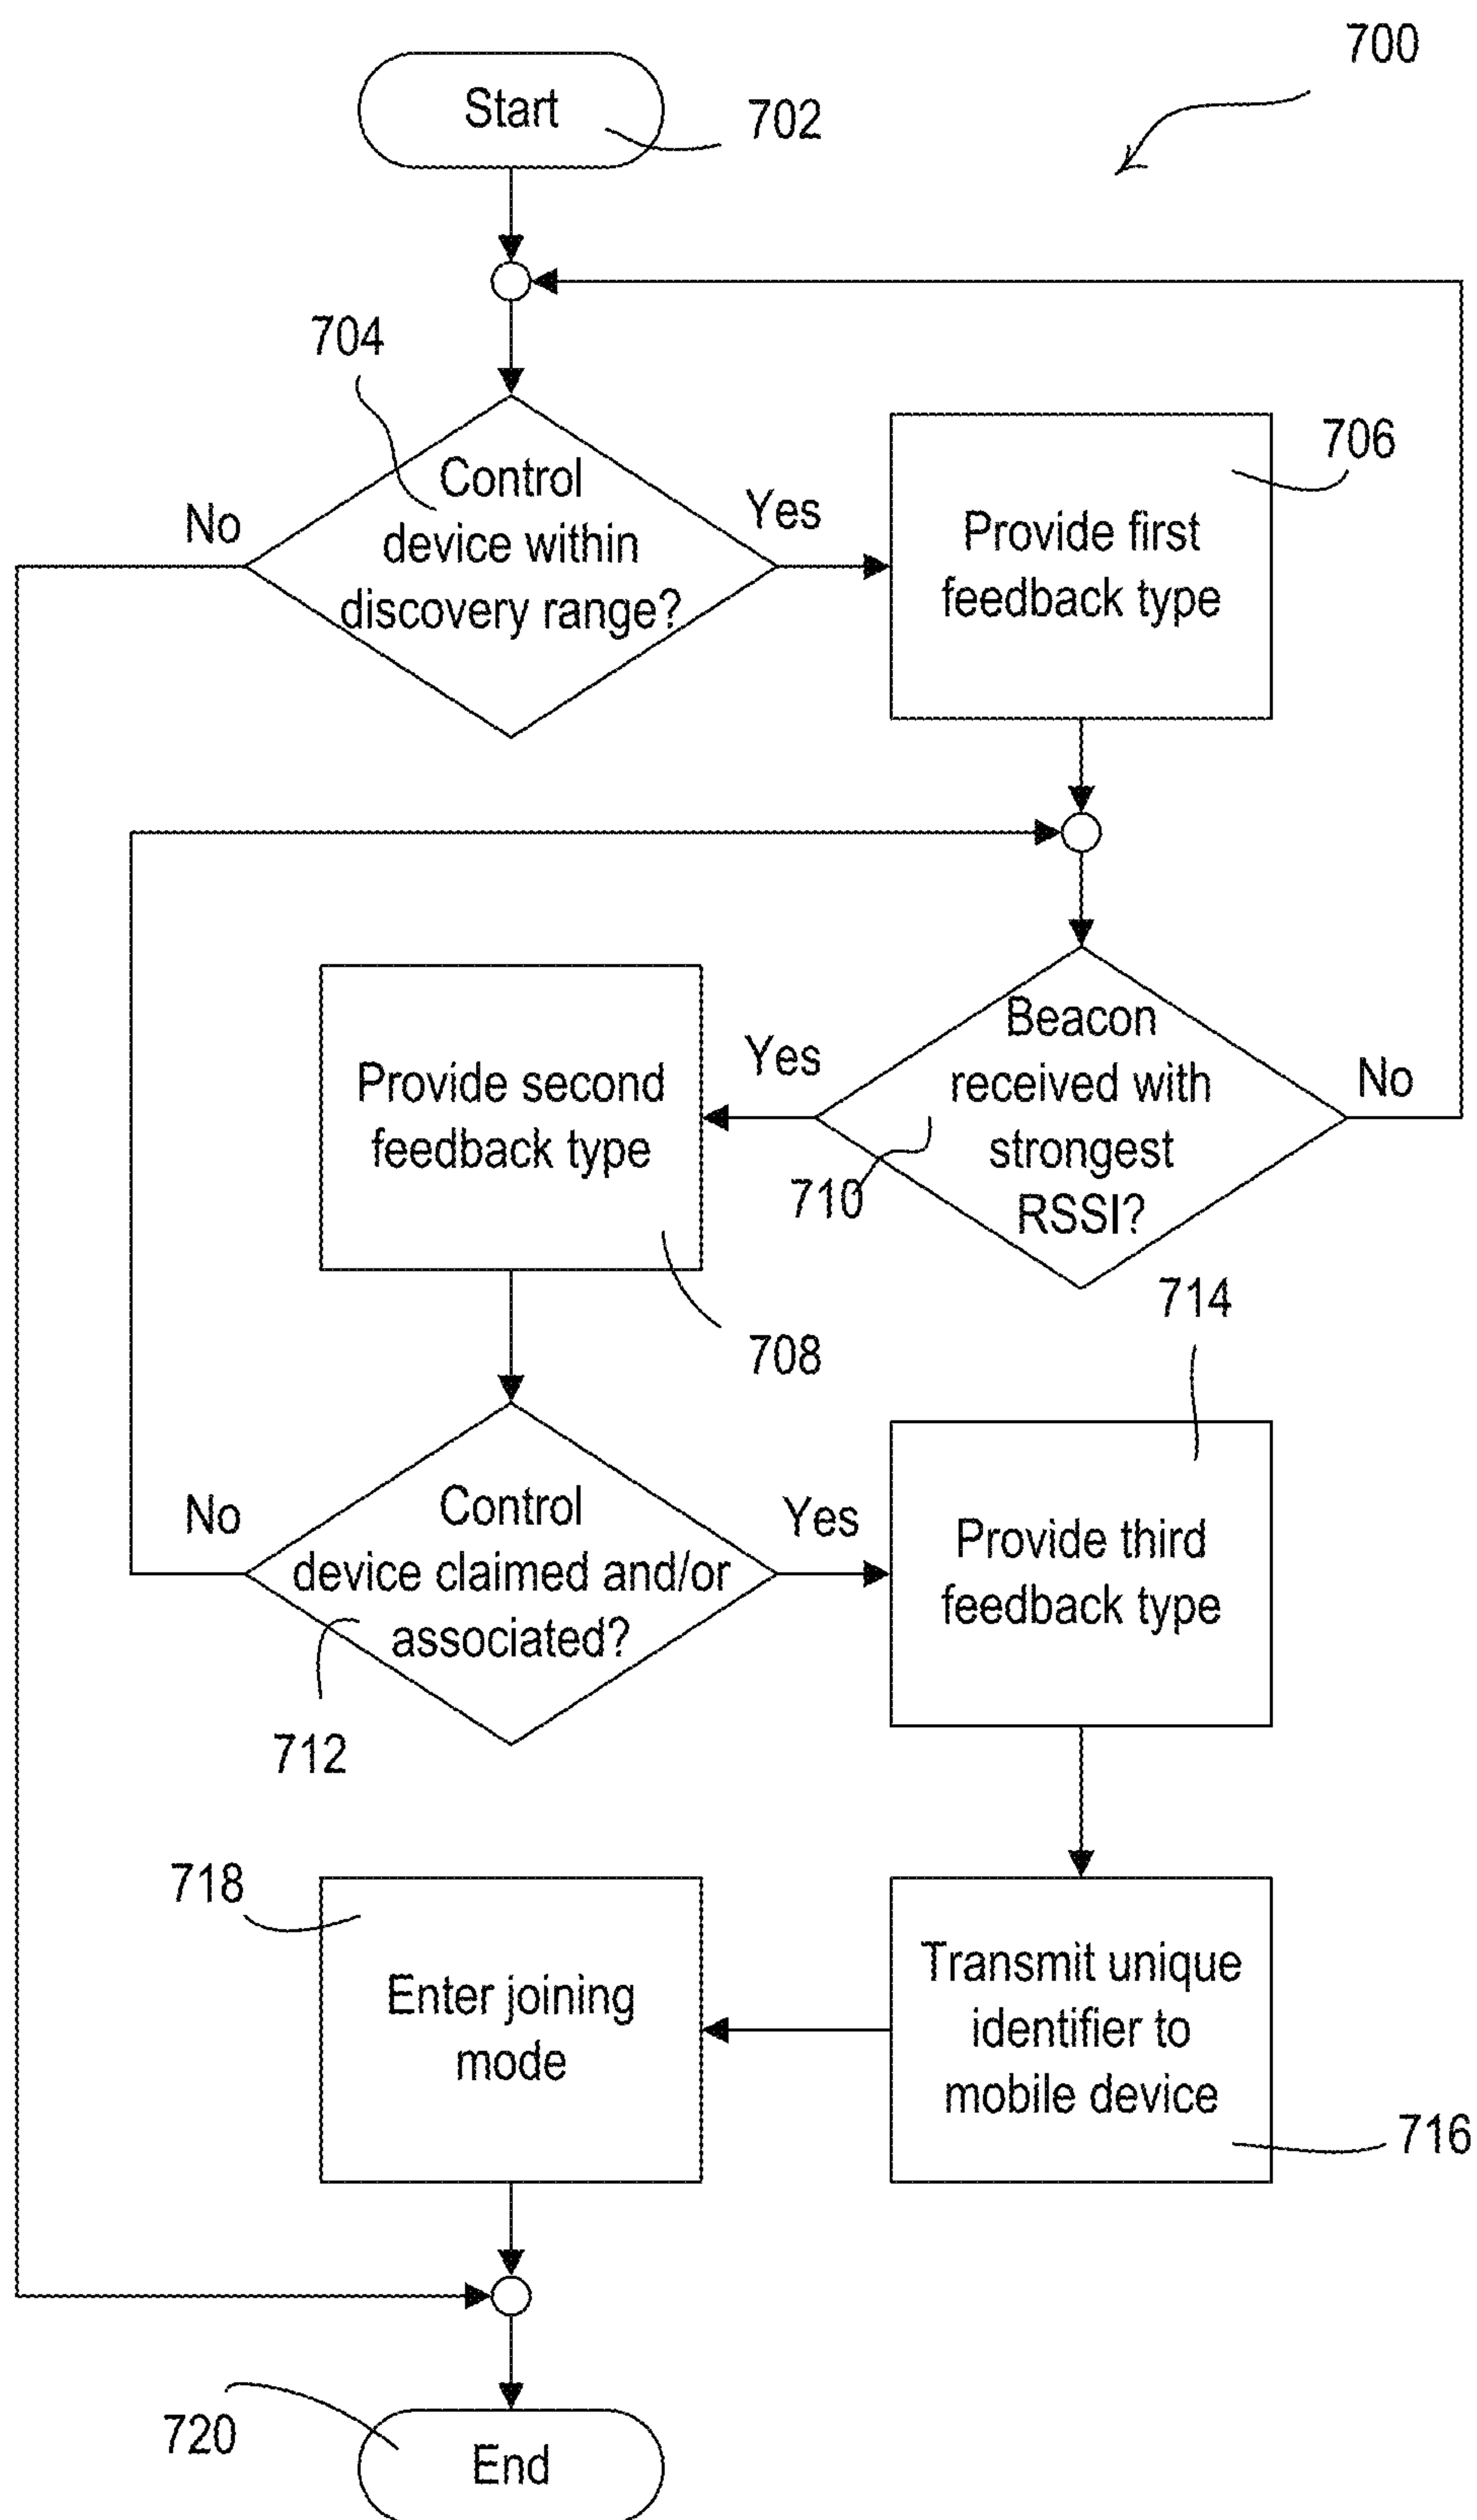 700
Start
702
704
Control
device within
discovery range?
No
Yes
706
Provide first
feedback type
Beacon
received with
strongest
RSSI?
Yes
No
710
Provide second
feedback type
708
714
Control
device claimed and/or
associated?
No
Yes
712
Provide third
feedback type
718
Enter joining
mode
Transmit unique
identifier to
mobile device
716
720
End